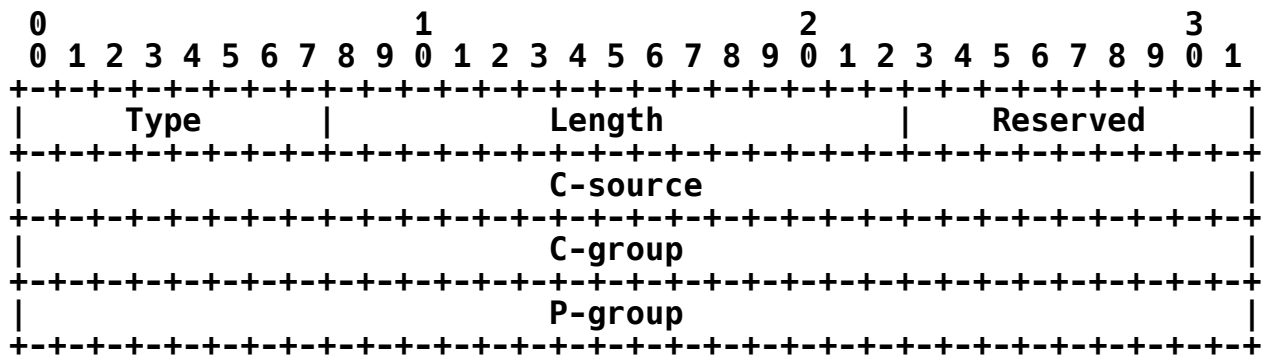 0                   1                   2                   3
 0 1 2 3 4 5 6 7 8 9 0 1 2 3 4 5 6 7 8 9 0 1 2 3 4 5 6 7 8 9 0 1
+-+-+-+-+-+-+-+-+-+-+-+-+-+-+-+-+-+-+-+-+-+-+-+-+-+-+-+-+-+-+-+-+
|     Type      |           Length            |    Reserved     |
+-+-+-+-+-+-+-+-+-+-+-+-+-+-+-+-+-+-+-+-+-+-+-+-+-+-+-+-+-+-+-+-+
|                           C-source                            |
+-+-+-+-+-+-+-+-+-+-+-+-+-+-+-+-+-+-+-+-+-+-+-+-+-+-+-+-+-+-+-+-+
|                           C-group                             |
+-+-+-+-+-+-+-+-+-+-+-+-+-+-+-+-+-+-+-+-+-+-+-+-+-+-+-+-+-+-+-+-+
|                           P-group                             |
+-+-+-+-+-+-+-+-+-+-+-+-+-+-+-+-+-+-+-+-+-+-+-+-+-+-+-+-+-+-+-+-+